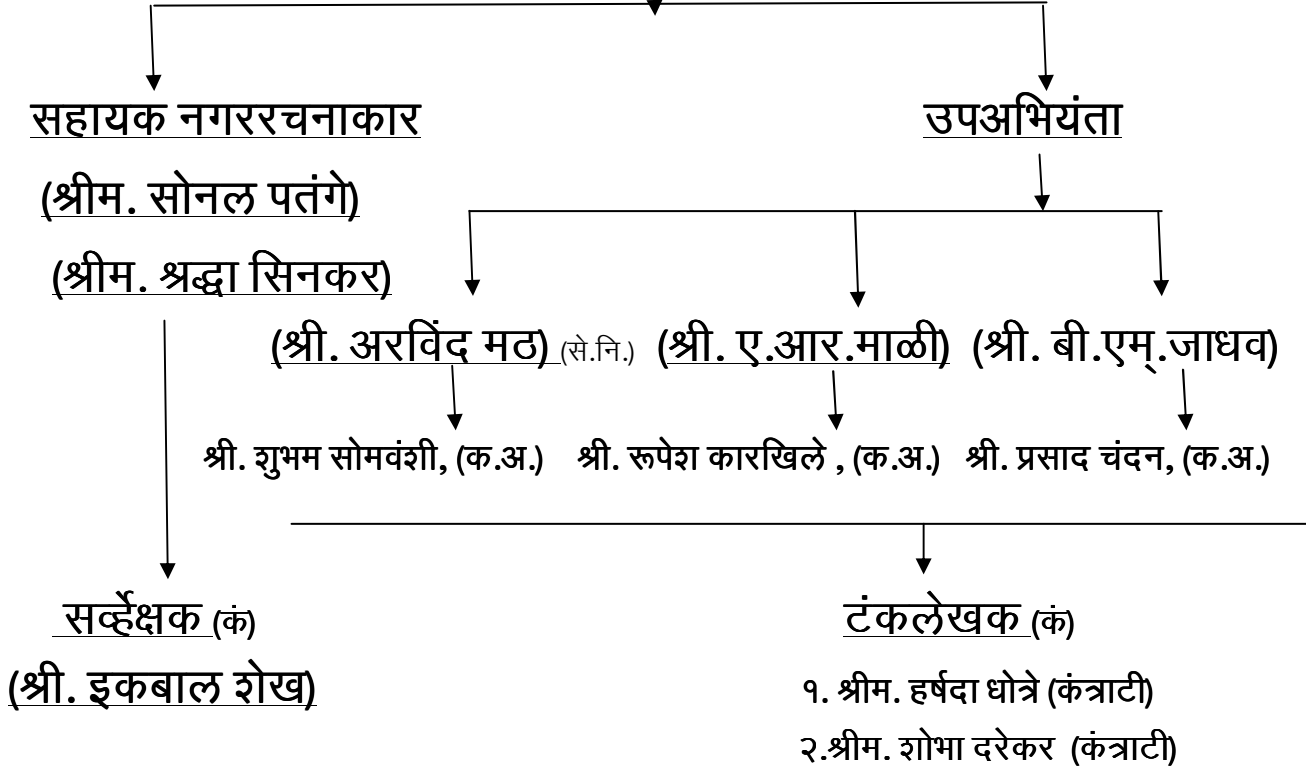 सहायक नगररचनाकार
उपअभियंता
(श्रीम. सोनल पतंगे)
(श्रीम. श्रद्धा सिनकर)
(श्री. अरविंद मठ) (से.नि.) (श्री. ए.आर.माळी) (श्री. बी.एम्.जाधव)
श्री. शुभम सोमवंशी, (क.अ.) श्री. रूपेश कारखिले , (क.अ.) श्री. प्रसाद चंदन, (क.अ.)
सर्व्हेक्षक (कं)
टंकलेखक (कं)
(श्री. इकबाल शेख)
१. श्रीम. हर्षदा धोत्रे (कंत्राटी)
२.श्रीम. शोभा दरेकर (कंत्राटी)